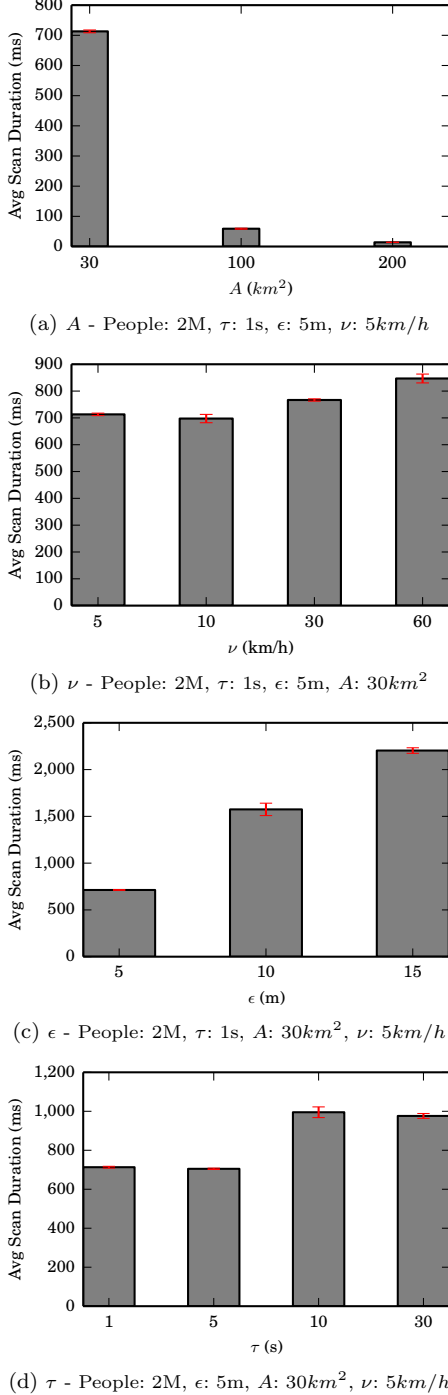 800
700
600
500
400
300
200
100
0
Avg Scan Duration (ms)
30 100 200
A (km²)
(a) A - People: 2M, τ: 1s, ϵ: 5m, ν: 5km/h
900
800
700
600
500
400
300
200
100
0
Avg Scan Duration (ms)
5 10 30 60
ν (km/h)
(b) ν - People: 2M, τ: 1s, ϵ: 5m, A: 30km²
2,500
2,000
1,500
1,000
500
0
Avg Scan Duration (ms)
5 10 15
ϵ (m)
(c) ϵ - People: 2M, τ: 1s, A: 30km², ν: 5km/h
1,200
1,000
800
600
400
200
0
Avg Scan Duration (ms)
1 5 10 30
τ (s)
(d) τ - People: 2M, ϵ: 5m, A: 30km², ν: 5km/h